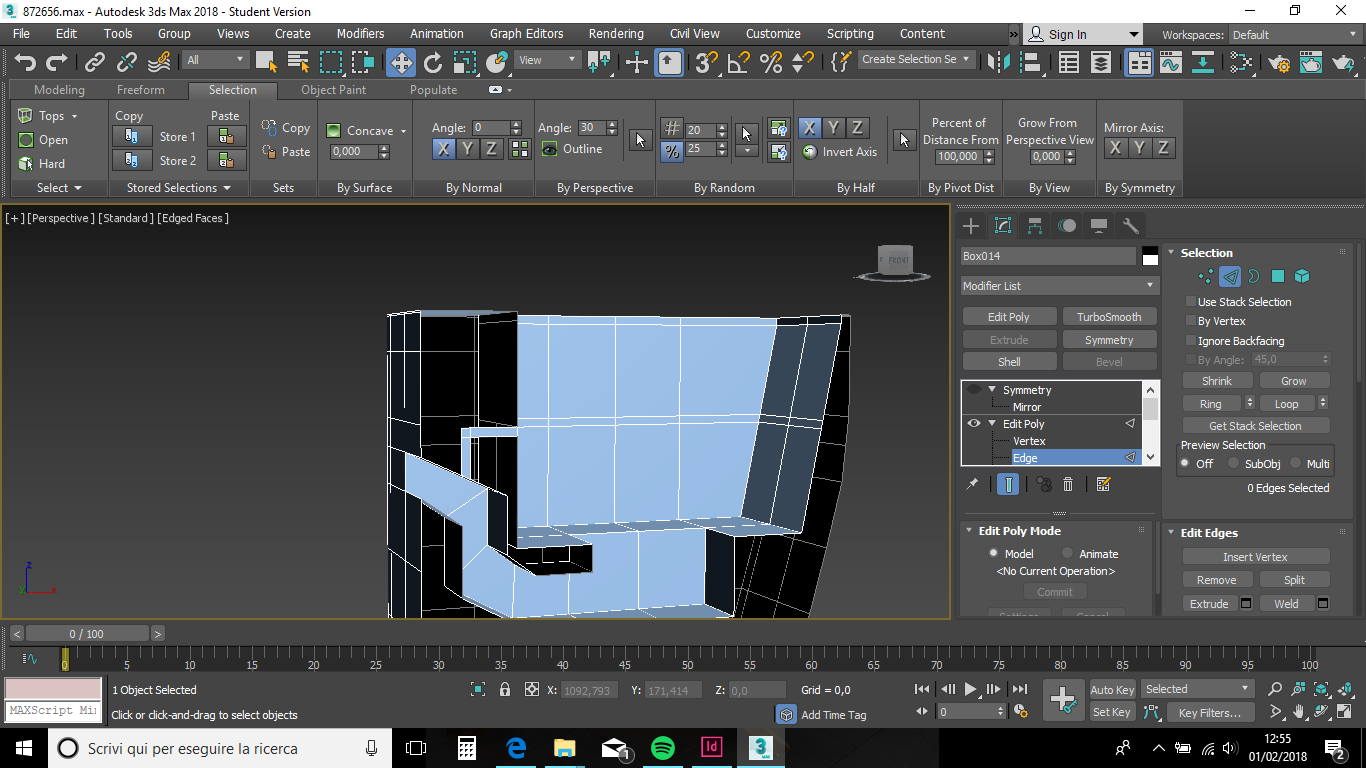 872656.max - Autodesk 3ds Max 2018 - Student Version
File Edit Tools Group Views Create Modifiers Animation Graph Editors Rendering Civil View Customize Scripting Content » Sign In Workspaces: Default
All View Create Selection Se
Modeling Freeform Selection Object Paint Populate
Tops
Open
Hard
Select
Copy Paste
Store 1
Store 2
Stored Selections
Copy
Paste
Sets
Concave
0,000
By Surface
Angle: 0
X Y Z
By Normal
Angle: 30
Outline
By Perspective
# 20
% 25
By Random
X Y Z
Invert Axis
By Half
Percent of
Distance From
100,000
By Pivot Dist
Grow From
Perspective View
0,000
By View
Mirror Axis:
X Y Z
By Symmetry
[+] [Perspective] [Standard] [Edged Faces]
FRONT
z
x
Box014
Modifier List
Edit Poly TurboSmooth
Extrude Symmetry
Shell Bevel
Symmetry
Mirror
Edit Poly
Vertex
Edge
Edit Poly Mode
Model Animate
<No Current Operation>
Commit
Settings Cancel
Selection
Use Stack Selection
By Vertex
Ignore Backfacing
By Angle: 45,0
Shrink Grow
Ring Loop
Get Stack Selection
Preview Selection
Off SubObj Multi
0 Edges Selected
Edit Edges
Insert Vertex
Remove Split
Extrude Weld
< 0 / 100 >
0 5 10 15 20 25 30 35 40 45 50 55 60 65 70 75 80 85 90 95 100
1 Object Selected
X: 1092,793 Y: 171,414 Z: 0,0 Grid = 0,0
Auto Key Selected
MAXScript Mi
Click or click-and-drag to select objects
Add Time Tag
0
Set Key Key Filters...
Scrivi qui per eseguire la ricerca
1
Id
3
MAX
12:55
01/02/2018
2